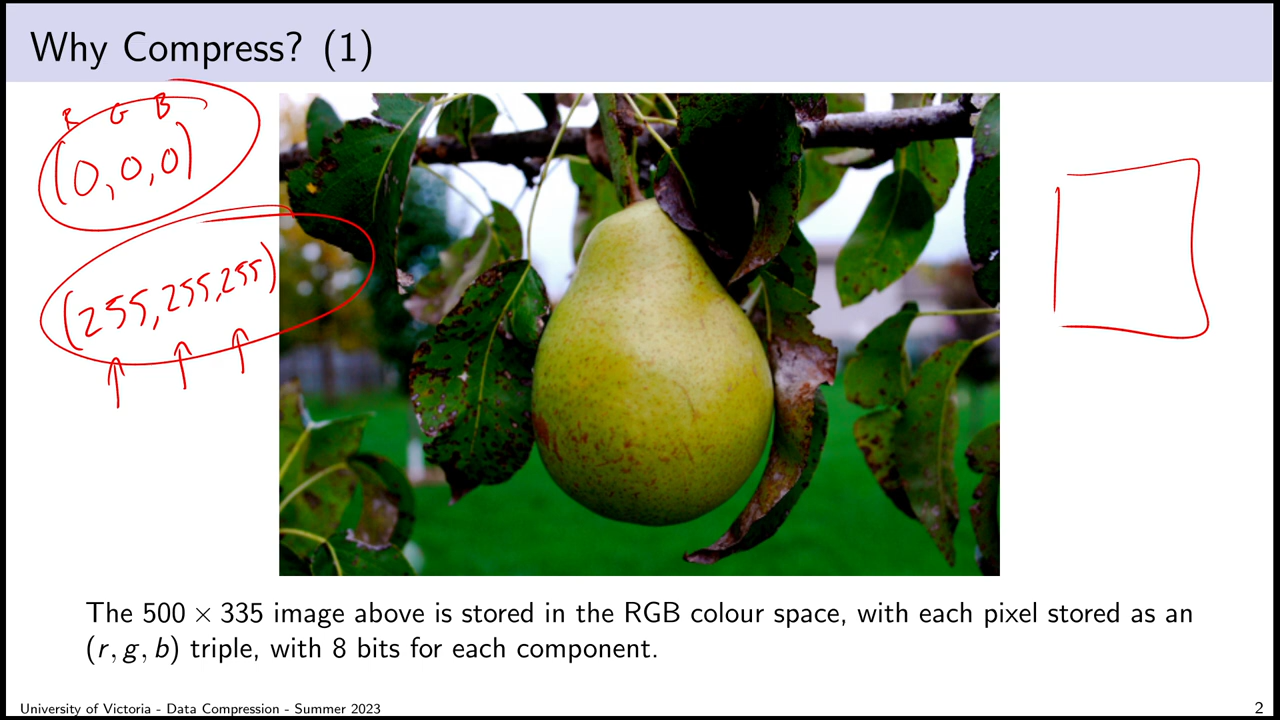 Why Compress? (1)
R G B
(0,0,0)
(255,255,255)
The 500 × 335 image above is stored in the RGB colour space, with each pixel stored as an
(r, g, b) triple, with 8 bits for each component.
University of Victoria - Data Compression - Summer 2023
2